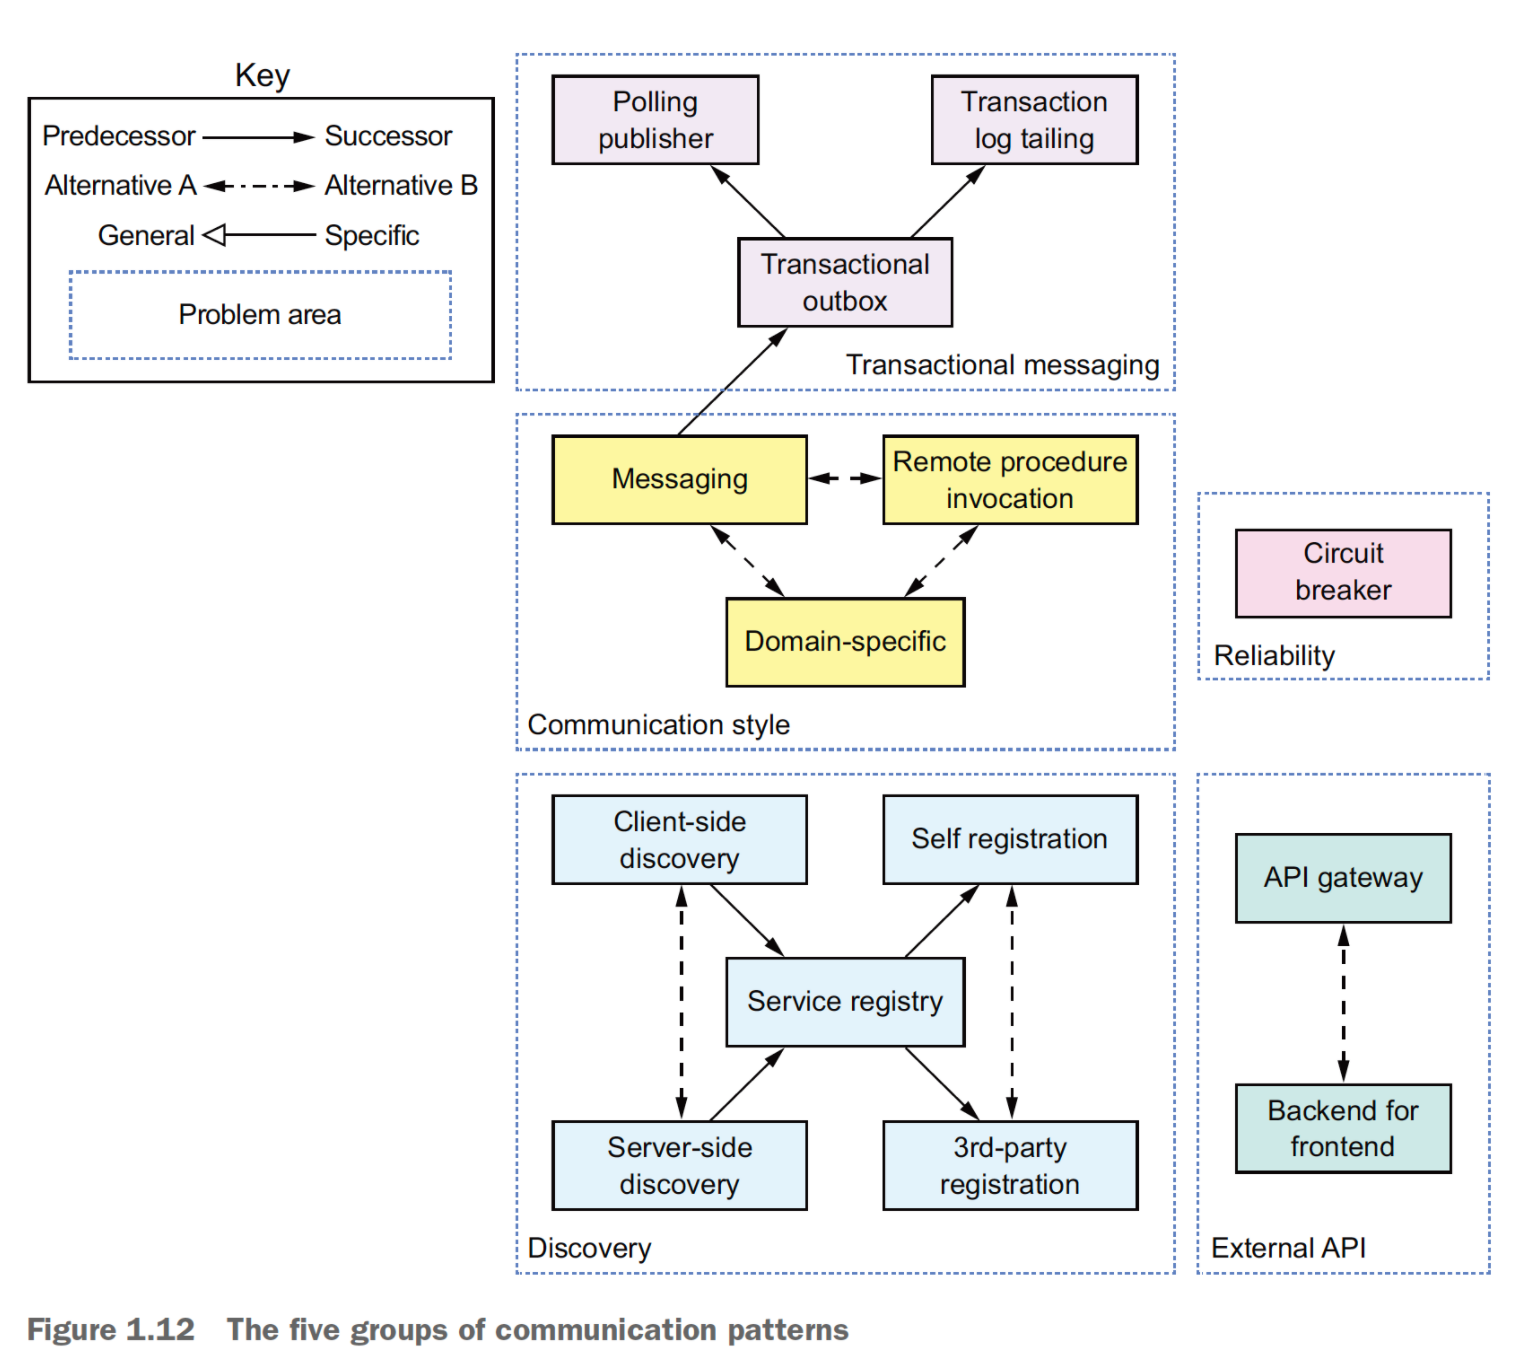 Key
Predecessor
Successor
Alternative A
Alternative B
General
Specific
Problem area
Polling
publisher
Transaction
log tailing
Transactional
outbox
Transactional messaging
Messaging
Remote procedure
invocation
Domain-specific
Communication style
Circuit
breaker
Reliability
Client-side
discovery
Self registration
Service registry
Server-side
discovery
3rd-party
registration
Discovery
API gateway
Backend for
frontend
External API
Figure 1.12 The five groups of communication patterns